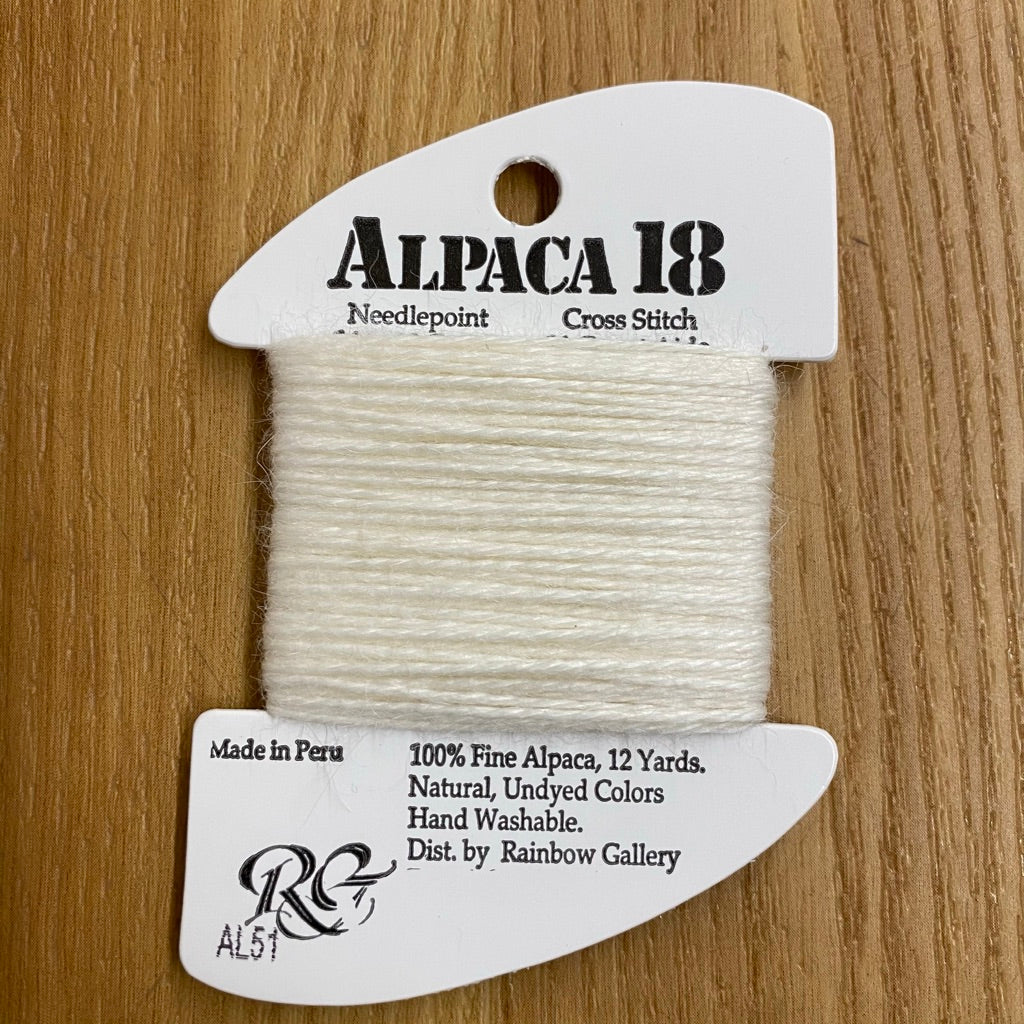 ALPACA 18
Needlepoint Cross Stitch
Made in Peru
100% Fine Alpaca, 12 Yards.
Natural, Undyed Colors
Hand Washable.
Dist. by Rainbow Gallery
RG
AL51